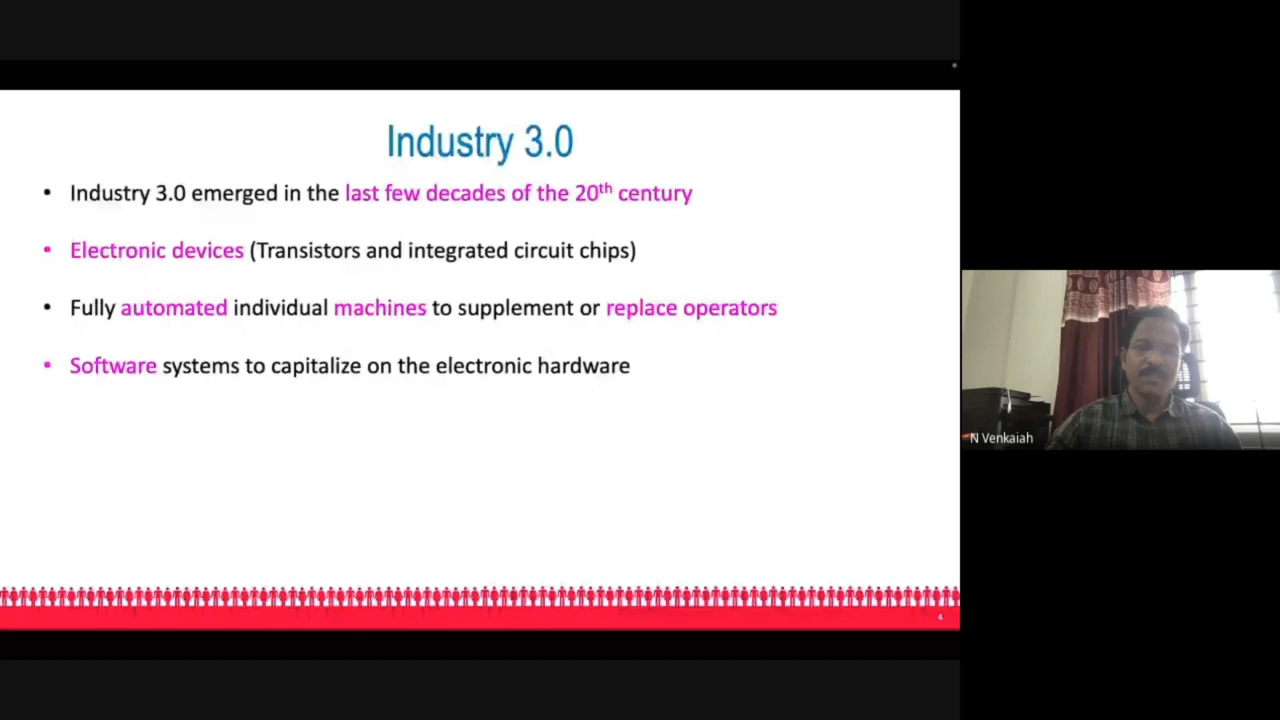 Industry 3.0
• Industry 3.0 emerged in the last few decades of the 20th century
• Electronic devices (Transistors and integrated circuit chips)
• Fully automated individual machines to supplement or replace operators
• Software systems to capitalize on the electronic hardware
N Venkaiah
4